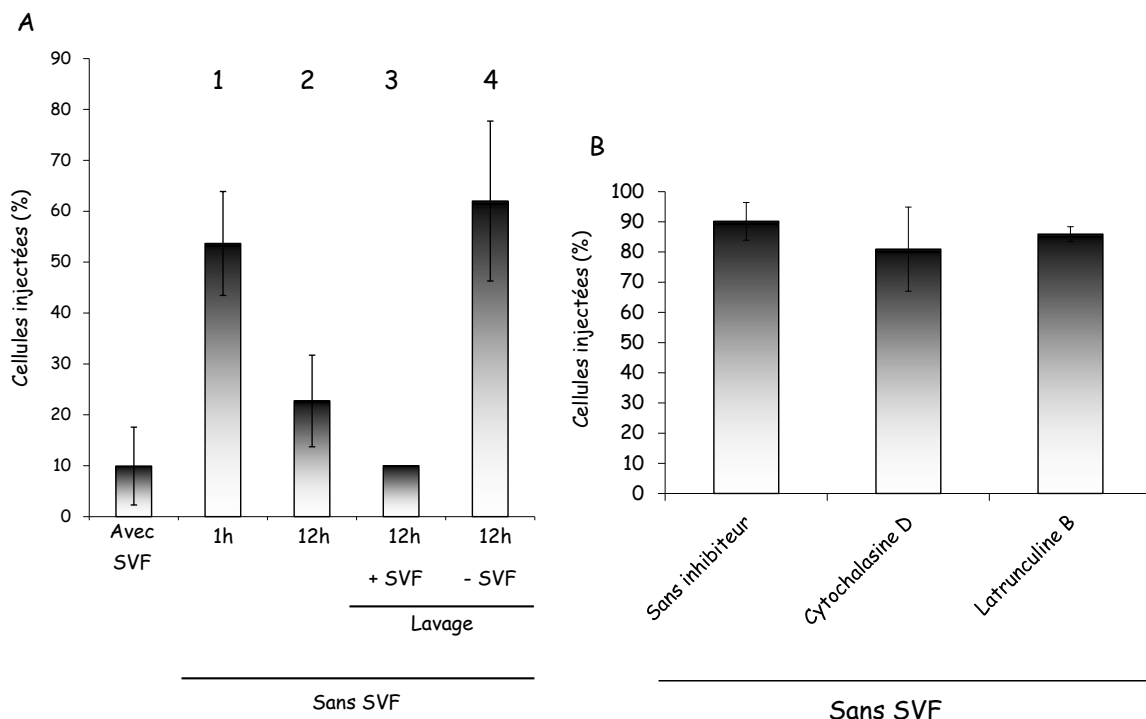 A
Cellules injectées (%)
90
80
70
60
50
40
30
20
10
0
1
2
3
4
Avec
SVF
1h
12h
12h
12h
+ SVF
- SVF
Lavage
Sans SVF
B
Cellules injectées (%)
100
90
80
70
60
50
40
30
20
10
0
Sans inhibiteur
Cytochalasine D
Latrunculine B
Sans SVF